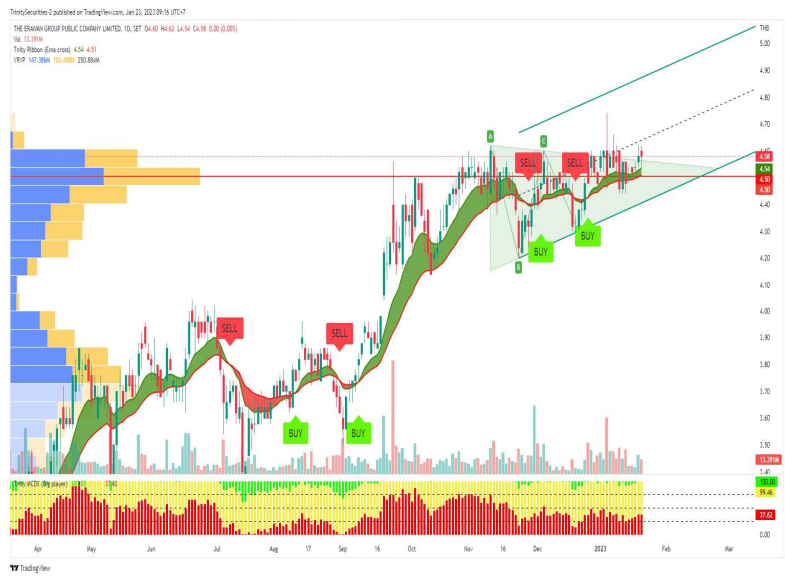 TrinitySecurities-2 published on TradingView.com, Jan 23, 2023 09:16 UTC+7
THE ERAWAN GROUP PUBLIC COMPANY LIMITED, 1D, SET O4.60 H4.62 L4.54 C4.58 0.00 (0.00%)
THB
Vol. 13.391M
Tnity Ribbon (Ema cross) 4.54 4.51
VRVP 147.386M 103.498M 250.884M
5.00
4.90
4.80
4.70
4.60
A
C
4.58
SELL
SELL
4.54
4.50
4.50
4.40
4.30
BUY
BUY
4.20
B
4.10
4.00
SELL
SELL
3.90
3.80
3.70
3.60
BUY
BUY
3.50
13.391M
3.40
Trinity MCDX (Big player)
37.62
100.00
99.46
37.62
0.00
Apr
May
Jun
Jul
Aug
17
Sep
16
Oct
Nov
16
Dec
2023
Feb
Mar
TradingView